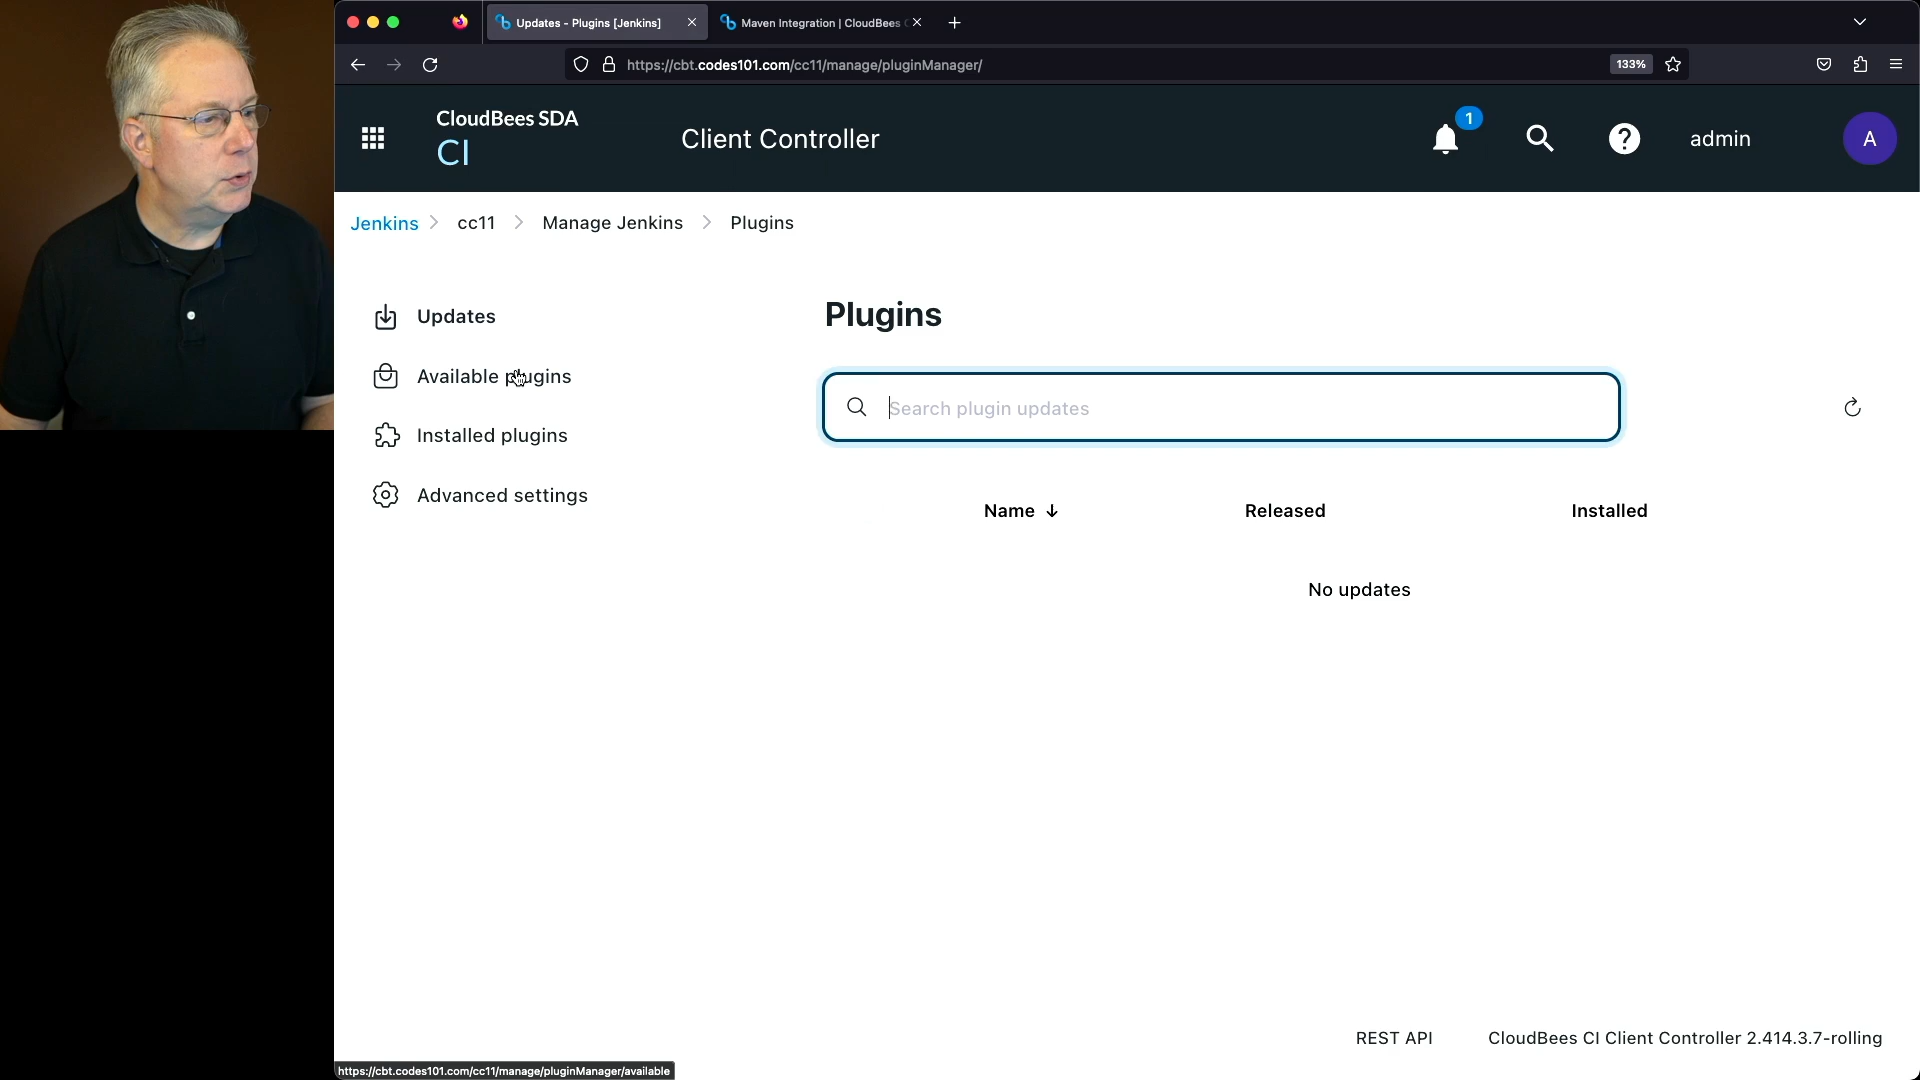 Updates - Plugins [Jenkins]
Maven Integration | CloudBees
https://cbt.codes101.com/cc11/manage/pluginManager/
133%
CloudBees SDA
CI
Client Controller
1
admin
A
Jenkins
cc11
Manage Jenkins
Plugins
Updates
Available plugins
Installed plugins
Advanced settings
Plugins
Search plugin updates
Name
Released
Installed
No updates
REST API
CloudBees CI Client Controller 2.414.3.7-rolling
https://cbt.codes101.com/cc11/manage/pluginManager/available